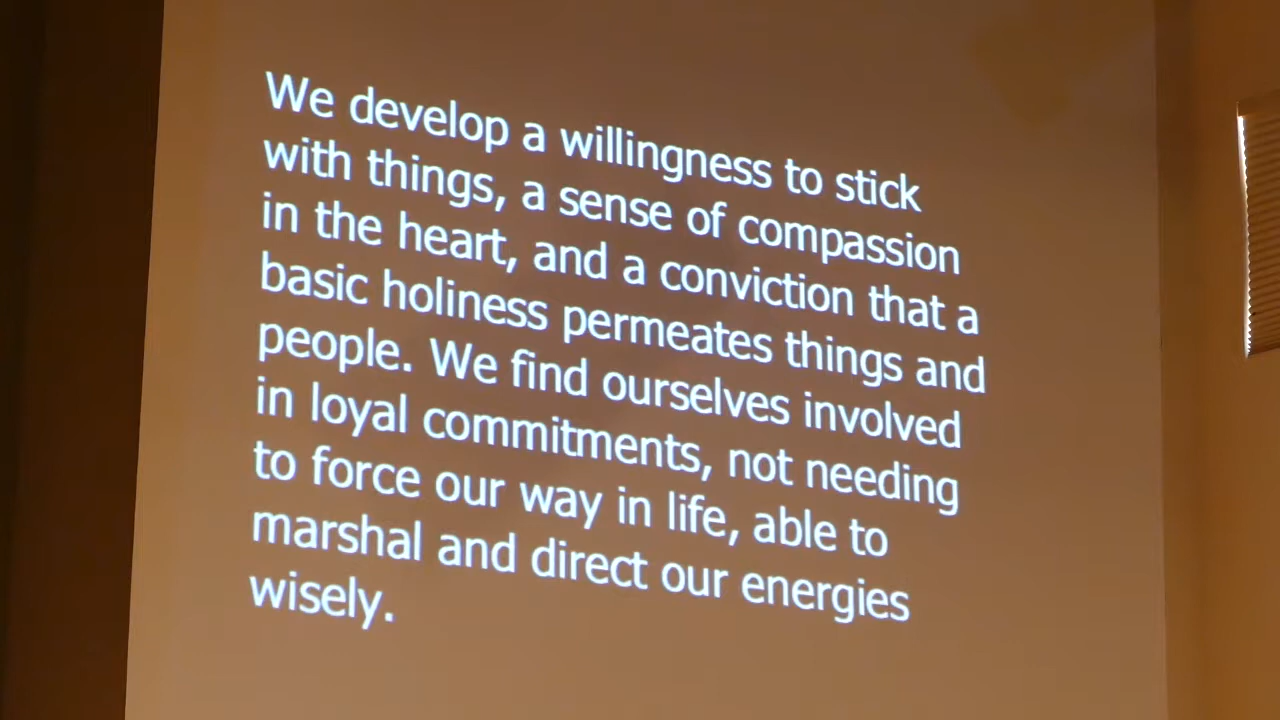 We develop a willingness to stick
with things, a sense of compassion
in the heart, and a conviction that a
basic holiness permeates things and
people. We find ourselves involved
in loyal commitments, not needing
to force our way in life, able to
marshal and direct our energies
wisely.